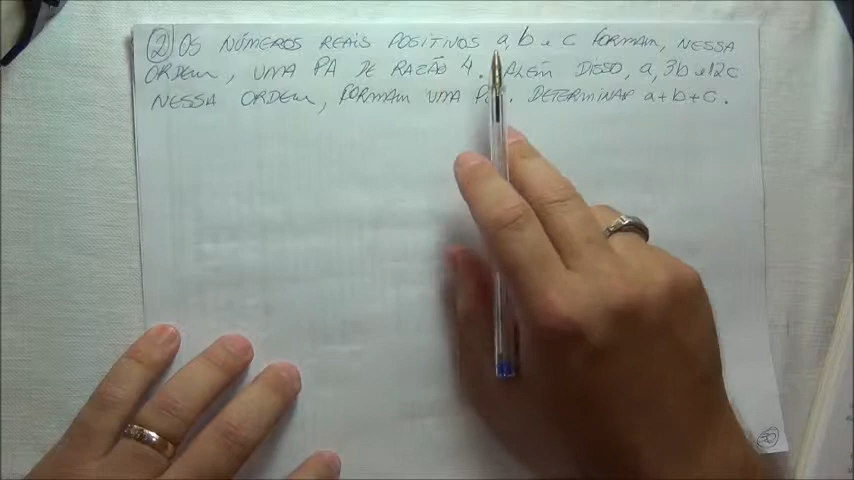 2 OS NÚMEROS REAIS POSITIVOS a, b e c FORMAM, NESSA
ORDEM, UMA PA DE RAZÃO 4. ALÉM DISSO, a, 3b e 12c
NESSA ORDEM, FORMAM UMA DETERMINAR a+b+c.
50